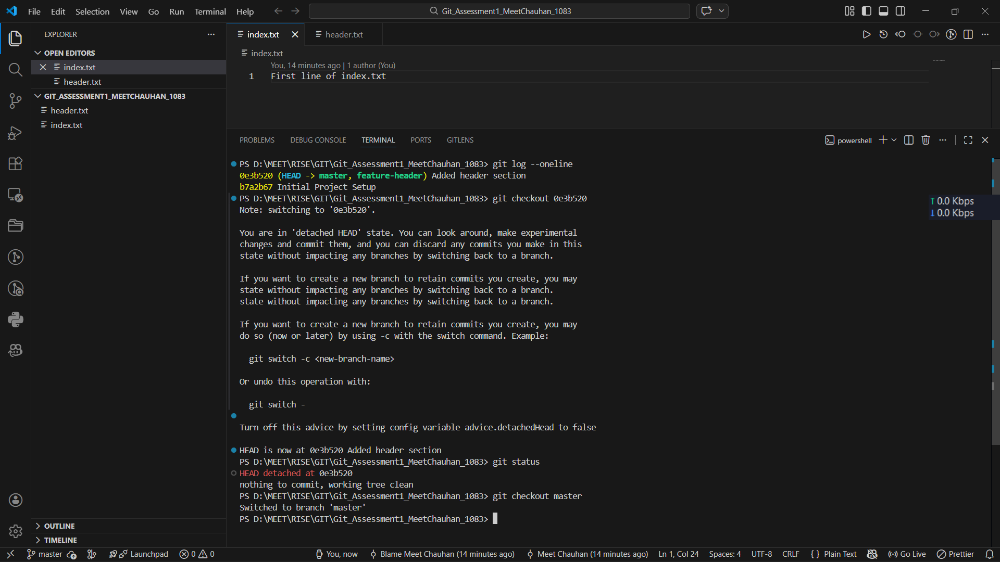 File Edit Selection View Go Run Terminal Help
Git_Assessment1_MeetChauhan_1083
EXPLORER
OPEN EDITORS
index.txt
header.txt
GIT_ASSESSMENT1_MEETCHAUHAN_1083
header.txt
index.txt
OUTLINE
TIMELINE
index.txt header.txt
index.txt
You, 14 minutes ago | 1 author (You)
1 First line of index.txt
PROBLEMS DEBUG CONSOLE TERMINAL PORTS GITLENS
powershell
PS D:\MEET\RISE\GIT\Git_Assessment1_MeetChauhan_1083> git log --oneline
0e3b520 (HEAD -> master, feature-header) Added header section
b7a2b67 Initial Project Setup
PS D:\MEET\RISE\GIT\Git_Assessment1_MeetChauhan_1083> git checkout 0e3b520
Note: switching to '0e3b520'.
You are in 'detached HEAD' state. You can look around, make experimental
changes and commit them, and you can discard any commits you make in this
state without impacting any branches by switching back to a branch.
If you want to create a new branch to retain commits you create, you may
state without impacting any branches by switching back to a branch.
state without impacting any branches by switching back to a branch.
If you want to create a new branch to retain commits you create, you may
do so (now or later) by using -c with the switch command. Example:
git switch -c <new-branch-name>
Or undo this operation with:
git switch -
Turn off this advice by setting config variable advice.detachedHead to false
HEAD is now at 0e3b520 Added header section
PS D:\MEET\RISE\GIT\Git_Assessment1_MeetChauhan_1083> git status
HEAD detached at 0e3b520
nothing to commit, working tree clean
PS D:\MEET\RISE\GIT\Git_Assessment1_MeetChauhan_1083> git checkout master
Switched to branch 'master'
PS D:\MEET\RISE\GIT\Git_Assessment1_MeetChauhan_1083>
↑ 0.0 Kbps
↓ 0.0 Kbps
master Launchpad 0 0 You, now Blame Meet Chauhan (14 minutes ago) Meet Chauhan (14 minutes ago) Ln 1, Col 24 Spaces: 4 UTF-8 CRLF {} Plain Text Go Live Prettier